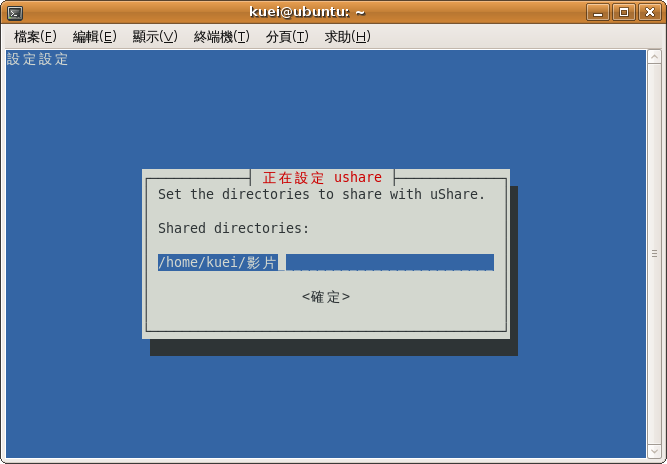 kuei@ubuntu: ~
檔案(F) 編輯(E) 顯示(V) 終端機(T) 分頁(T) 求助(H)
設定設定
正在設定 ushare
Set the directories to share with uShare.
Shared directories:
/home/kuei/影片
<確定>